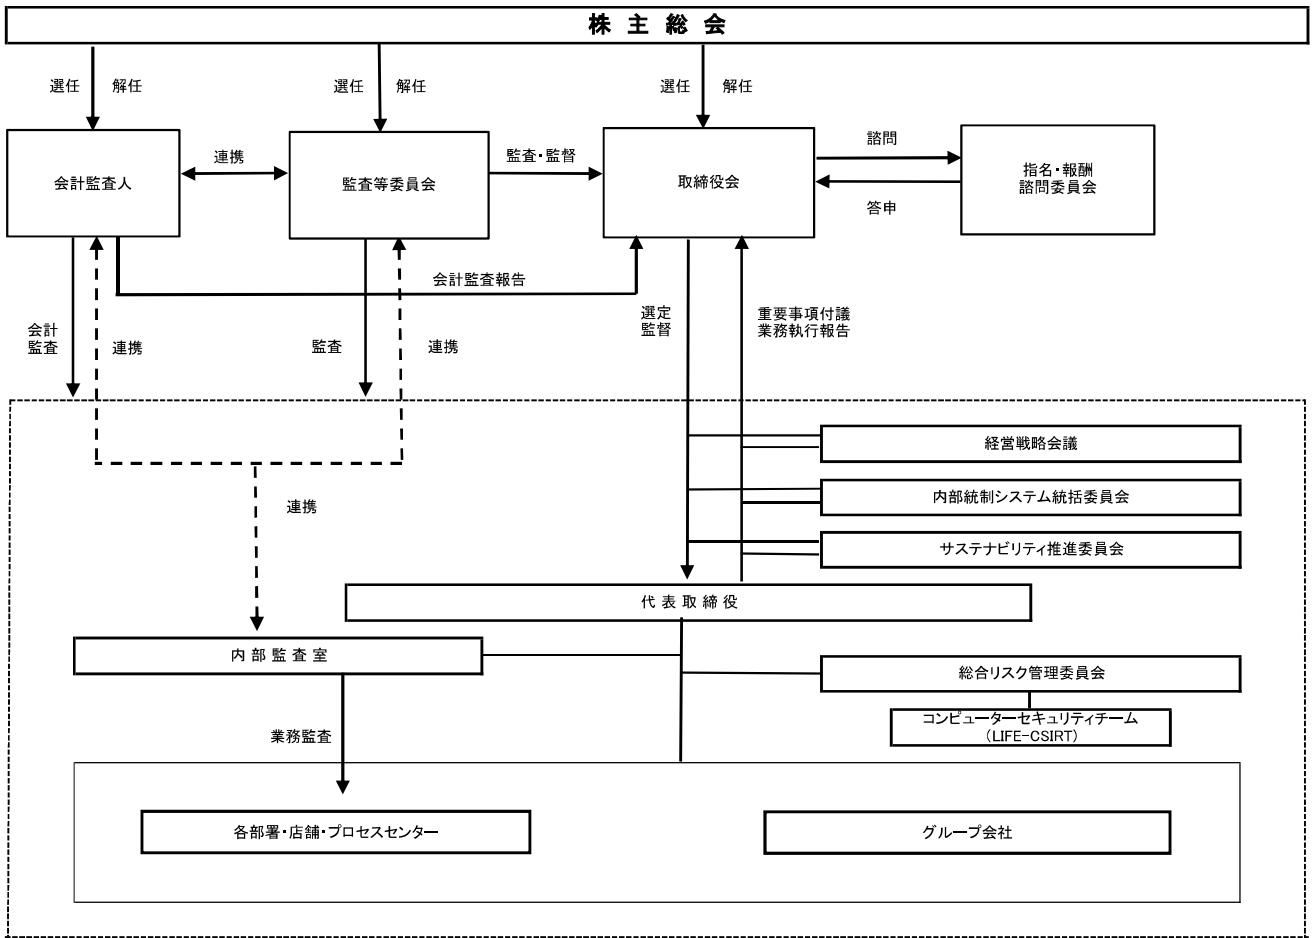 株主総会
選任 解任
選任 解任
選任 解任
会計監査人
連携
監査等委員会
監査・監督
取締役会
諮問
答申
指名・報酬
諮問委員会
会計監査報告
会計
監査
連携
監査
連携
選定
監督
重要事項付議
業務執行報告
経営戦略会議
内部統制システム統括委員会
サステナビリティ推進委員会
連携
代表取締役
内部監査室
総合リスク管理委員会
コンピューターセキュリティチーム
(LIFE-CSIRT)
業務監査
各部署・店舗・プロセスセンター
グループ会社